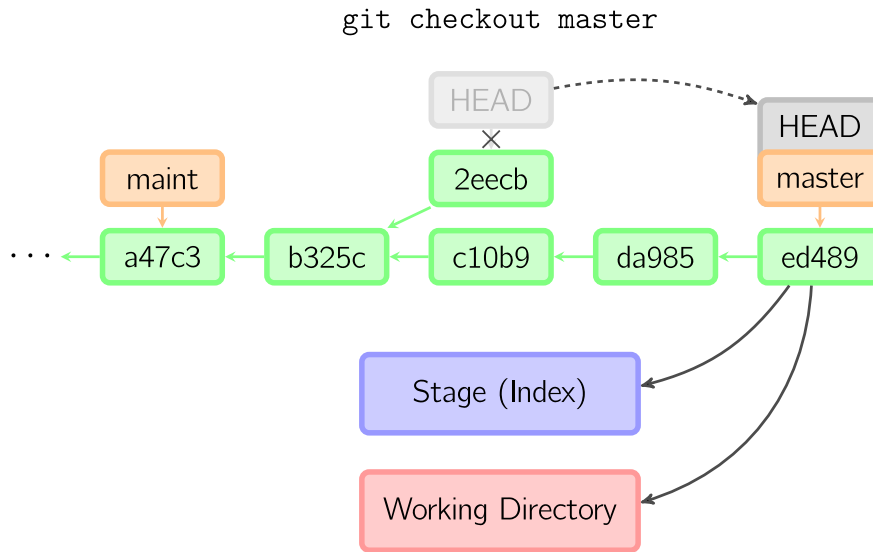 git checkout master
HEAD
HEAD
maint
2eecb
master
...
a47c3
b325c
c10b9
da985
ed489
Stage (Index)
Working Directory